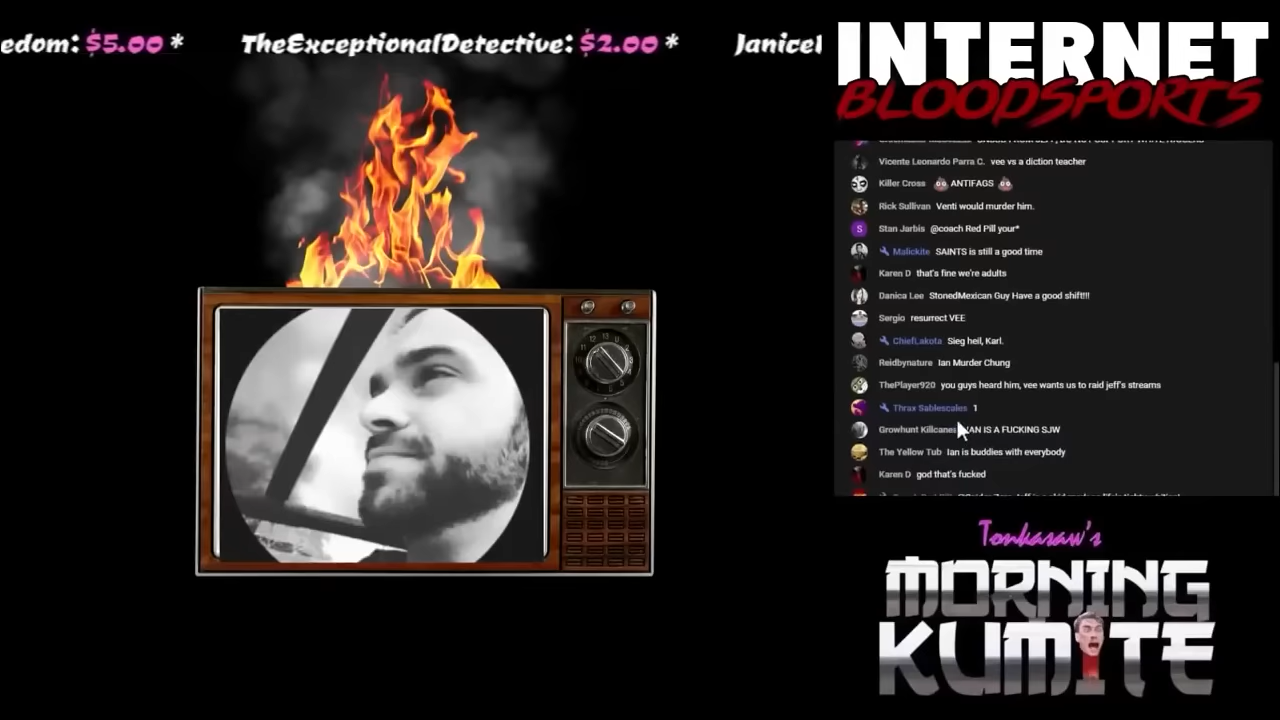 edom: $5.00 * TheExceptionalDetective: $2.00 * Janicel
INTERNET
BLOODSPORTS
Vicente Leonardo Parra C. vee vs a diction teacher
Killer Cross 💩 ANTIFAGS 💩
Rick Sullivan Venti would murder him.
S Stan Jarbis @coach Red Pill your*
Malickite SAINTS is still a good time
Karen D that's fine we're adults
Danica Lee StonedMexican Guy Have a good shift!!!
Sergio resurrect VEE
ChiefLakota Sieg heil, Karl.
Reidbynature Ian Murder Chung
ThePlayer920 you guys heard him, vee wants us to raid jeff's streams
Thrax Sablescales 1
Growhunt Killcanes IAN IS A FUCKING SJW
The Yellow Tub Ian is buddies with everybody
Karen D god that's fucked
Tonkasaw's
MORNING
KUMITE